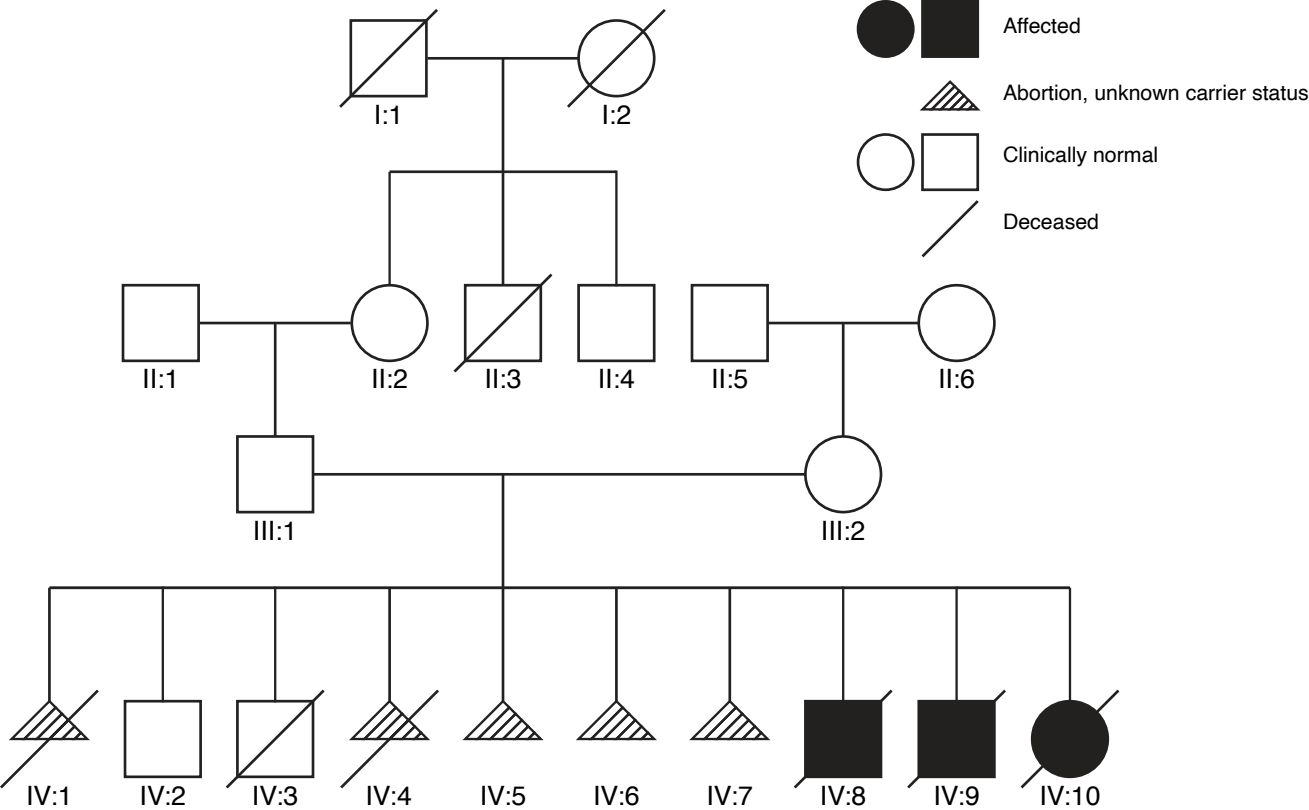 Affected
Abortion, unknown carrier status
Clinically normal
Deceased
I:1
I:2
II:1
II:2
II:3
II:4
II:5
II:6
III:1
III:2
IV:1
IV:2
IV:3
IV:4
IV:5
IV:6
IV:7
IV:8
IV:9
IV:10